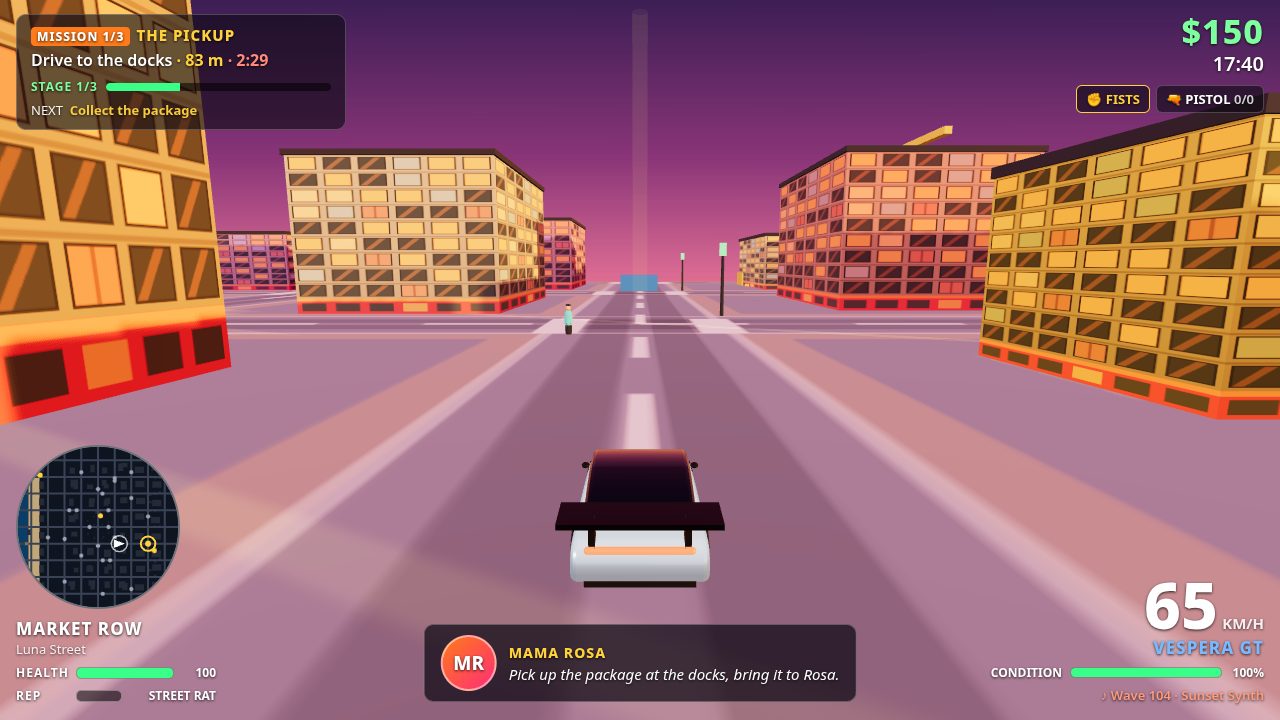 MISSION 1/3 THE PICKUP
Drive to the docks · 83 m · 2:29
STAGE 1/3
NEXT Collect the package
$150
17:40
FISTS
PISTOL 0/0
MARKET ROW
Luna Street
HEALTH 100
REP STREET RAT
MR
MAMA ROSA
Pick up the package at the docks, bring it to Rosa.
65 KM/H
VESPERA GT
CONDITION 100%
♪ Wave 104 · Sunset Synth